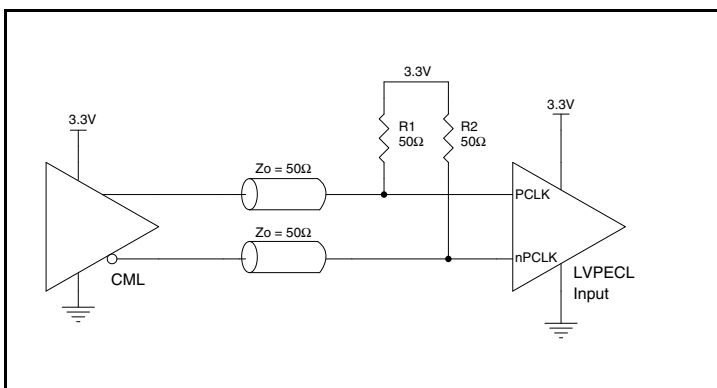 3.3V
3.3V
3.3V
R1
50Ω
R2
50Ω
Zo = 50Ω
PCLK
Zo = 50Ω
nPCLK
CML
LVPECL
Input